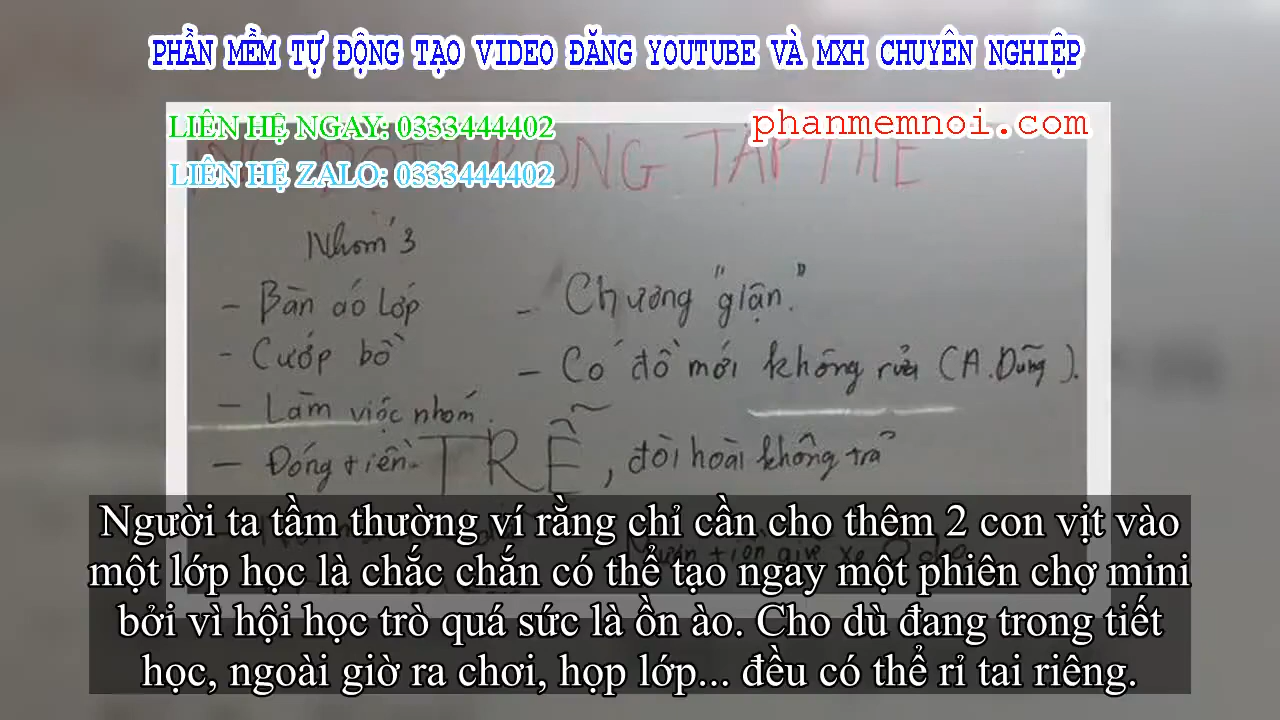 PHẦN MỀM TỰ ĐỘNG TẠO VIDEO ĐĂNG YOUTUBE VÀ MXH CHUYÊN NGHIỆP
LIÊN HỆ NGAY: 0333444402
phanmemnoi.com
LIÊN HỆ ZALO: 0333444402
TẬP THỂ
Nhóm 3
- Bàn áo lớp
- Cướp bồ
- Làm việc nhóm.
- Đóng tiền TRỄ, đòi hoài không trả
- Chương "giận."
- Có đồ mới không rửa (A. Dũng).
Người ta tầm thường ví rằng chỉ cần cho thêm 2 con vịt vào
một lớp học là chắc chắn có thể tạo ngay một phiên chợ mini
bởi vì hội học trò quá sức là ồn ào. Cho dù đang trong tiết
học, ngoài giờ ra chơi, họp lớp... đều có thể rỉ tai riêng.